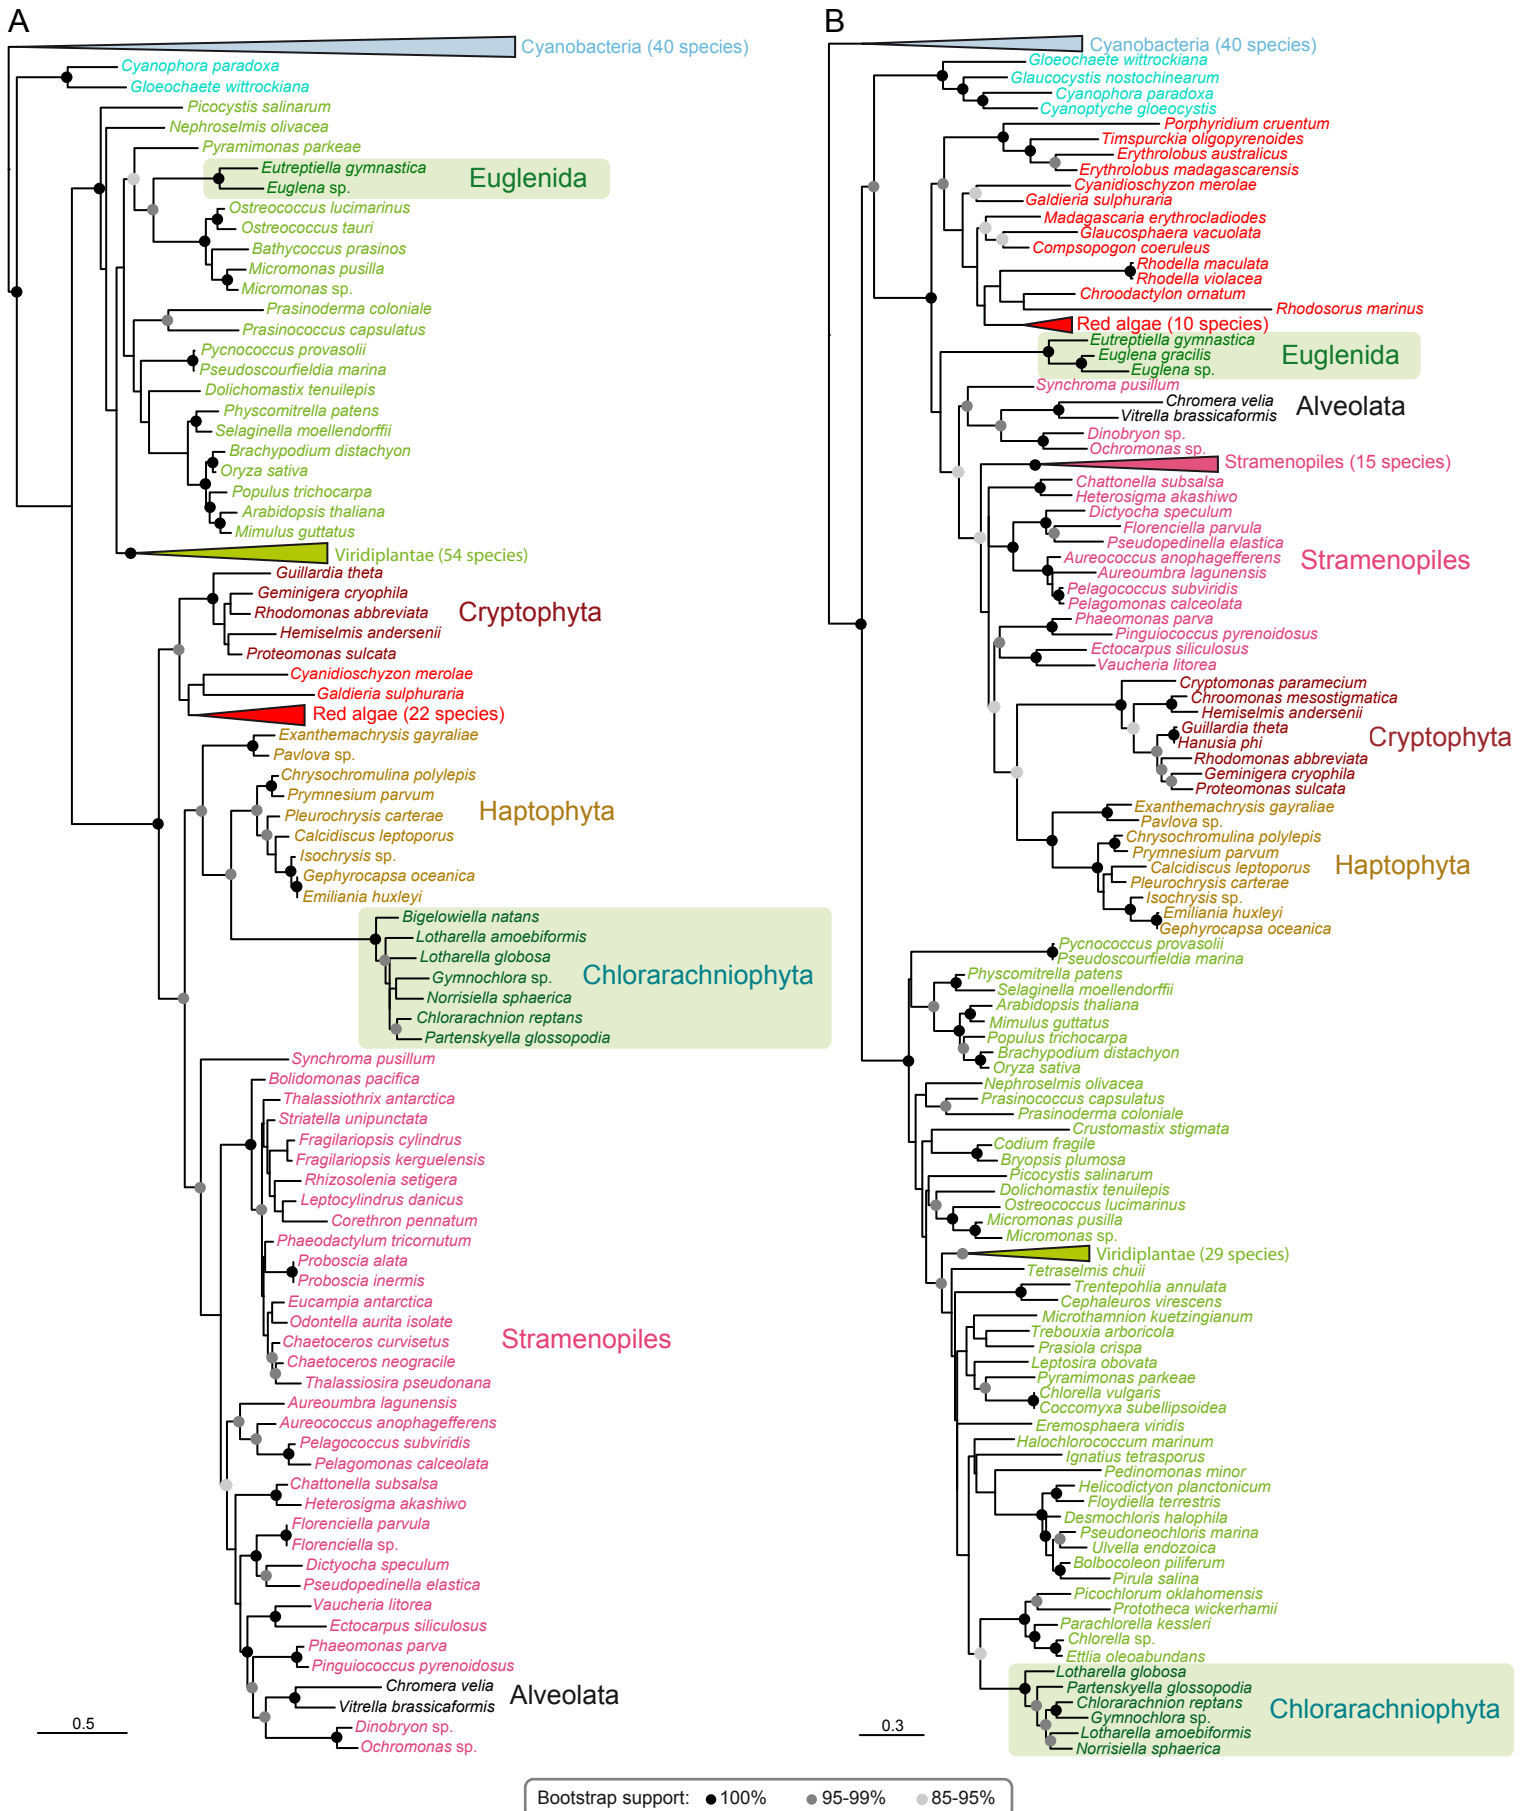 A
Cyanobacteria (40 species)
Cyanophora paradoxa
Gloeochaete wittrockiana
Picocystis salinarum
Nephroselmis olivacea
Pyramimonas parkeae
Eutreptiella gymnastica
Euglena sp.
Euglenida
Ostreococcus lucimarinus
Ostreococcus tauri
Bathycoccus prasinos
Micromonas pusilla
Micromonas sp.
Prasinoderma coloniale
Prasinococcus capsulatus
Pycnococcus provasolii
Pseudoscourfieldia marina
Dolichomastix tenuilepis
Physcomitrella patens
Selaginella moellendorffii
Brachypodium distachyon
Oryza sativa
Populus trichocarpa
Arabidopsis thaliana
Mimulus guttatus
Viridiplantae (54 species)
Guillardia theta
Geminigera cryophila
Rhodomonas abbreviata
Hemiselmis andersenii
Proteomonas sulcata
Cryptophyta
Cyanidioschyzon merolae
Galdieria sulphuraria
Red algae (22 species)
Exanthemachrysis gayraliae
Pavlova sp.
Chrysochromulina polylepis
Prymnesium parvum
Pleurochrysis carterae
Calcidiscus leptoporus
Isochrysis sp.
Gephyrocapsa oceanica
Emiliania huxleyi
Haptophyta
Bigelowiella natans
Lotharella amoebiformis
Lotharella globosa
Gymnochlora sp.
Norrisiella sphaerica
Chlorarachnion reptans
Partenskyella glossopodia
Chlorarachniophyta
Synchroma pusillum
Bolidomonas pacifica
Thalassiothrix antarctica
Striatella unipunctata
Fragilariopsis cylindrus
Fragilariopsis kerguelensis
Rhizosolenia setigera
Leptocylindrus danicus
Corethron pennatum
Phaeodactylum tricornutum
Proboscia alata
Proboscia inermis
Eucampia antarctica
Odontella aurita isolate
Chaetoceros curvisetus
Chaetoceros neogracile
Thalassiosira pseudonana
Stramenopiles
Aureoumbra lagunensis
Aureococcus anophagefferens
Pelagococcus subviridis
Pelagomonas calceolata
Chattonella subsalsa
Heterosigma akashiwo
Florenciella parvula
Florenciella sp.
Dictyocha speculum
Pseudopedinella elastica
Vaucheria litorea
Ectocarpus siliculosus
Phaeomonas parva
Pinguiococcus pyrenoidosus
Chromera velia
Vitrella brassicaformis
Alveolata
Dinobryon sp.
Ochromonas sp.
0.5
B
Cyanobacteria (40 species)
Gloeochaete wittrockiana
Glaucocystis nostochinearum
Cyanophora paradoxa
Cyanoptyche gloeocystis
Porphyridium cruentum
Timspurckia oligopyrenoides
Erythrolobus australicus
Erythrolobus madagascarensis
Cyanidioschyzon merolae
Galdieria sulphuraria
Madagascaria erythrocladiodes
Glaucosphaera vacuolata
Compsopogon coeruleus
Rhodella maculata
Rhodella violacea
Chroodactylon ornatum
Rhodosorus marinus
Red algae (10 species)
Eutreptiella gymnastica
Euglena gracilis
Euglena sp.
Euglenida
Synchroma pusillum
Chromera velia
Vitrella brassicaformis
Alveolata
Dinobryon sp.
Ochromonas sp.
Stramenopiles (15 species)
Chattonella subsalsa
Heterosigma akashiwo
Dictyocha speculum
Florenciella parvula
Pseudopedinella elastica
Aureococcus anophagefferens
Aureoumbra lagunensis
Pelagococcus subviridis
Pelagomonas calceolata
Stramenopiles
Phaeomonas parva
Pinguiococcus pyrenoidosus
Ectocarpus siliculosus
Vaucheria litorea
Cryptomonas paramecium
Chroomonas mesostigmatica
Hemiselmis andersenii
Guillardia theta
Hanusia phi
Rhodomonas abbreviata
Geminigera cryophila
Proteomonas sulcata
Cryptophyta
Exanthemachrysis gayraliae
Pavlova sp.
Chrysochromulina polylepis
Prymnesium parvum
Calcidiscus leptoporus
Pleurochrysis carterae
Isochrysis sp.
Emiliania huxleyi
Gephyrocapsa oceanica
Haptophyta
Pycnococcus provasolii
Pseudoscourfieldia marina
Physcomitrella patens
Selaginella moellendorffii
Arabidopsis thaliana
Mimulus guttatus
Populus trichocarpa
Brachypodium distachyon
Oryza sativa
Nephroselmis olivacea
Prasinococcus capsulatus
Prasinoderma coloniale
Crustomastix stigmata
Codium fragile
Bryopsis plumosa
Picocystis salinarum
Dolichomastix tenuilepis
Ostreococcus lucimarinus
Micromonas pusilla
Micromonas sp.
Viridiplantae (29 species)
Tetraselmis chuii
Trentepohlia annulata
Cephaleuros virescens
Microthamnion kuetzingianum
Trebouxia arboricola
Prasiola crispa
Leptosira obovata
Pyramimonas parkeae
Chlorella vulgaris
Coccomyxa subellipsoidea
Eremosphaera viridis
Halochlorococcum marinum
Ignatius tetrasporus
Pedinomonas minor
Helicodictyon planctonicum
Floydiella terrestris
Desmochloris halophila
Pseudoneochloris marina
Ulvella endozoica
Bolbocoleon piliferum
Pirula salina
Picochlorum oklahomensis
Prototheca wickerhamii
Parachlorella kessleri
Chlorella sp.
Ettlia oleoabundans
Lotharella globosa
Partenskyella glossopodia
Chlorarachnion reptans
Gymnochlora sp.
Lotharella amoebiformis
Norrisiella sphaerica
Chlorarachniophyta
0.3
Bootstrap support: 100% 95-99% 85-95%